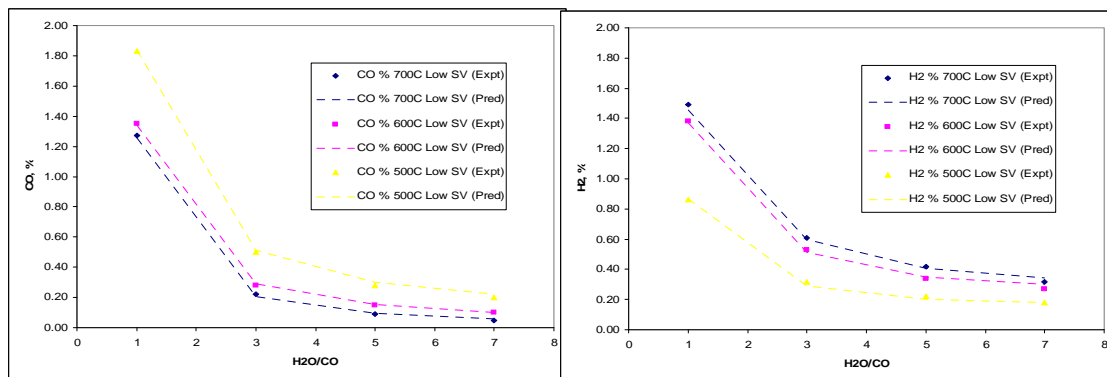 2.00
1.80
1.60
1.40
1.20
1.00
0.80
0.60
0.40
0.20
0.00
CO, %
0 1 2 3 4 5 6 7 8
H2O/CO
CO % 700C Low SV (Expt)
CO % 700C Low SV (Pred)
CO % 600C Low SV (Expt)
CO % 600C Low SV (Pred)
CO % 500C Low SV (Expt)
CO % 500C Low SV (Pred)
2.00
1.80
1.60
1.40
1.20
1.00
0.80
0.60
0.40
0.20
0.00
H2, %
0 1 2 3 4 5 6 7 8
H2O/CO
H2 % 700C Low SV (Expt)
H2 % 700C Low SV (Pred)
H2 % 600C Low SV (Expt)
H2 % 600C Low SV (Pred)
H2 % 500C Low SV (Expt)
H2 % 500C Low SV (Pred)